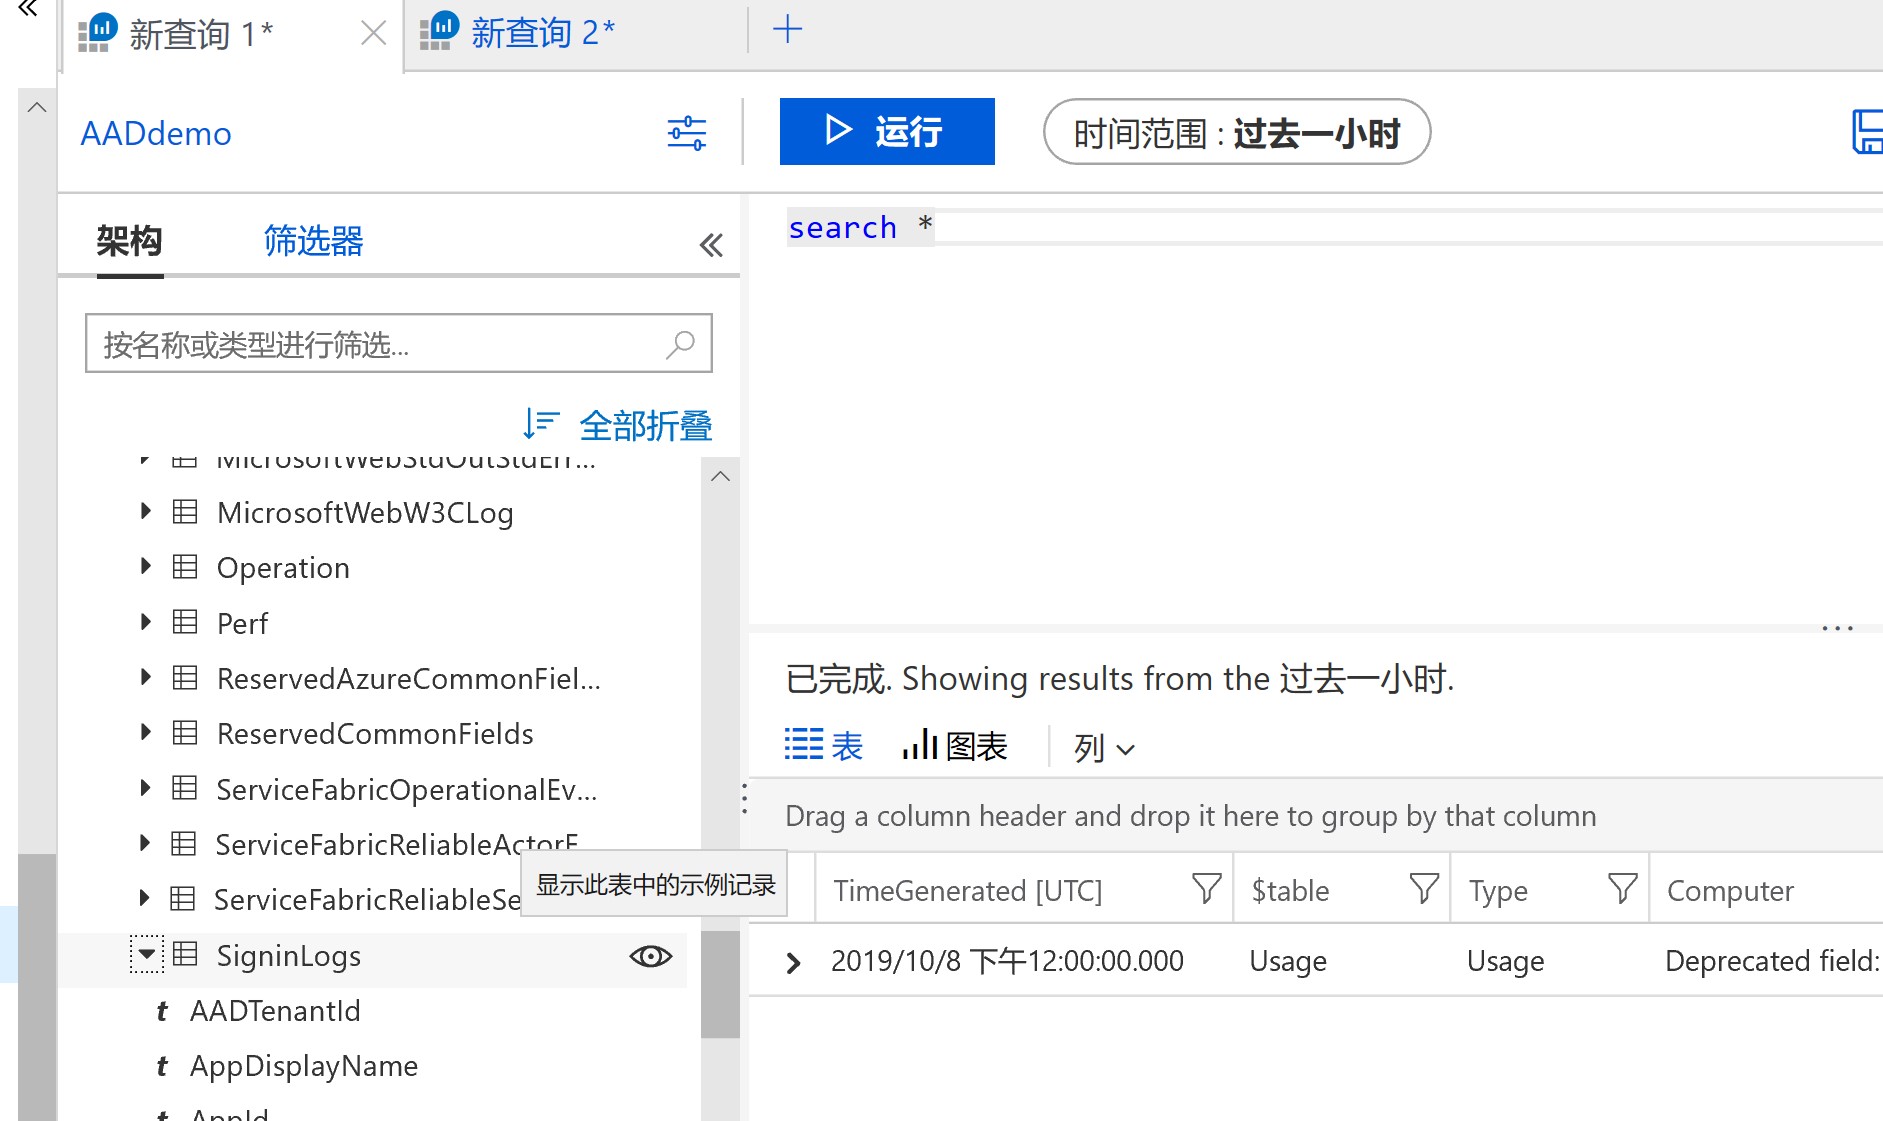 新查询 1*
新查询 2*
AADdemo
运行
时间范围 : 过去一小时
架构
筛选器
search *
按名称或类型进行筛选...
全部折叠
MicrosoftWebStdOutStdErr...
MicrosoftWebW3CLog
Operation
Perf
ReservedAzureCommonFiel...
ReservedCommonFields
ServiceFabricOperationalEv...
ServiceFabricReliableActorE
ServiceFabricReliableSe
显示此表中的示例记录
SigninLogs
AADTenantId
AppDisplayName
AppId
已完成. Showing results from the 过去一小时.
表
图表
列
Drag a column header and drop it here to group by that column
TimeGenerated [UTC]
$table
Type
Computer
2019/10/8 下午12:00:00.000
Usage
Usage
Deprecated field: